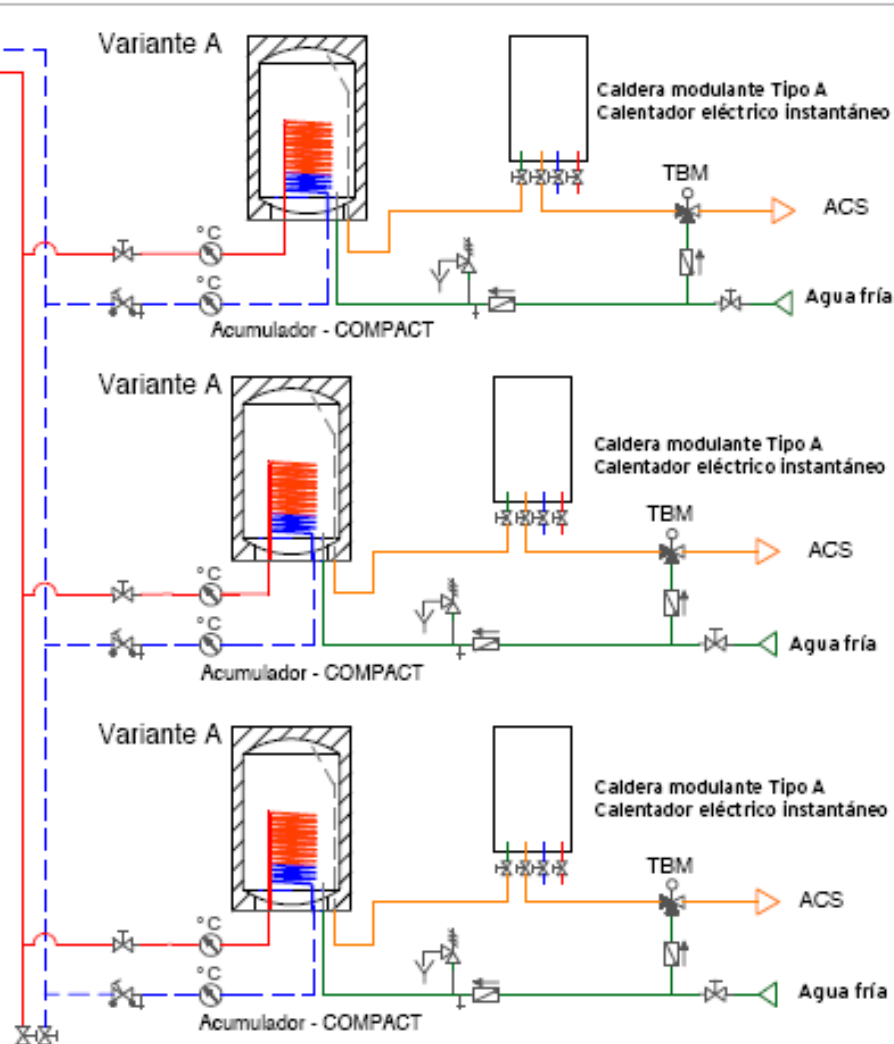 Variante A
Caldera modulante Tipo A
Calentador eléctrico instantáneo
TBM
ACS
°C
°C
Agua fría
Acumulador - COMPACT
Variante A
Caldera modulante Tipo A
Calentador eléctrico instantáneo
TBM
ACS
°C
°C
Agua fría
Acumulador - COMPACT
Variante A
Caldera modulante Tipo A
Calentador eléctrico instantáneo
TBM
ACS
°C
°C
Agua fría
Acumulador - COMPACT